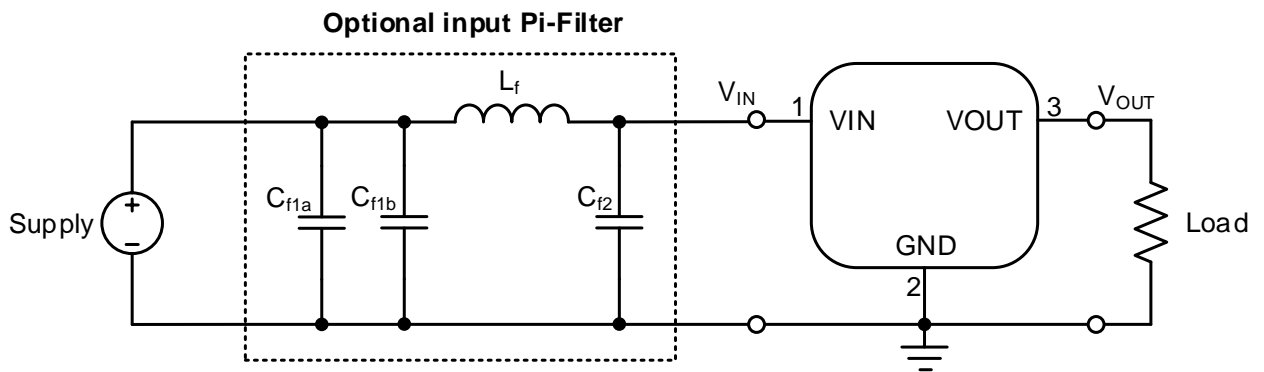 Optional input Pi-Filter
Lf
VIN
1
VIN
VOUT
3
VOUT
Cf1a
Cf1b
Cf2
+
Supply
–
Load
GND
2